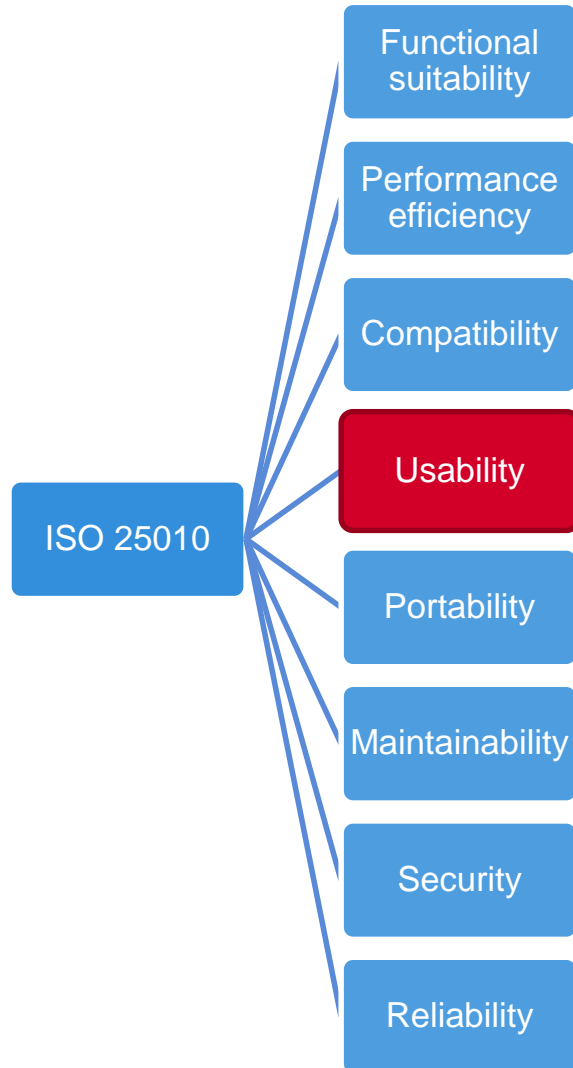 Functional
suitability
Performance
efficiency
Compatibility
Usability
ISO 25010
Portability
Maintainability
Security
Reliability